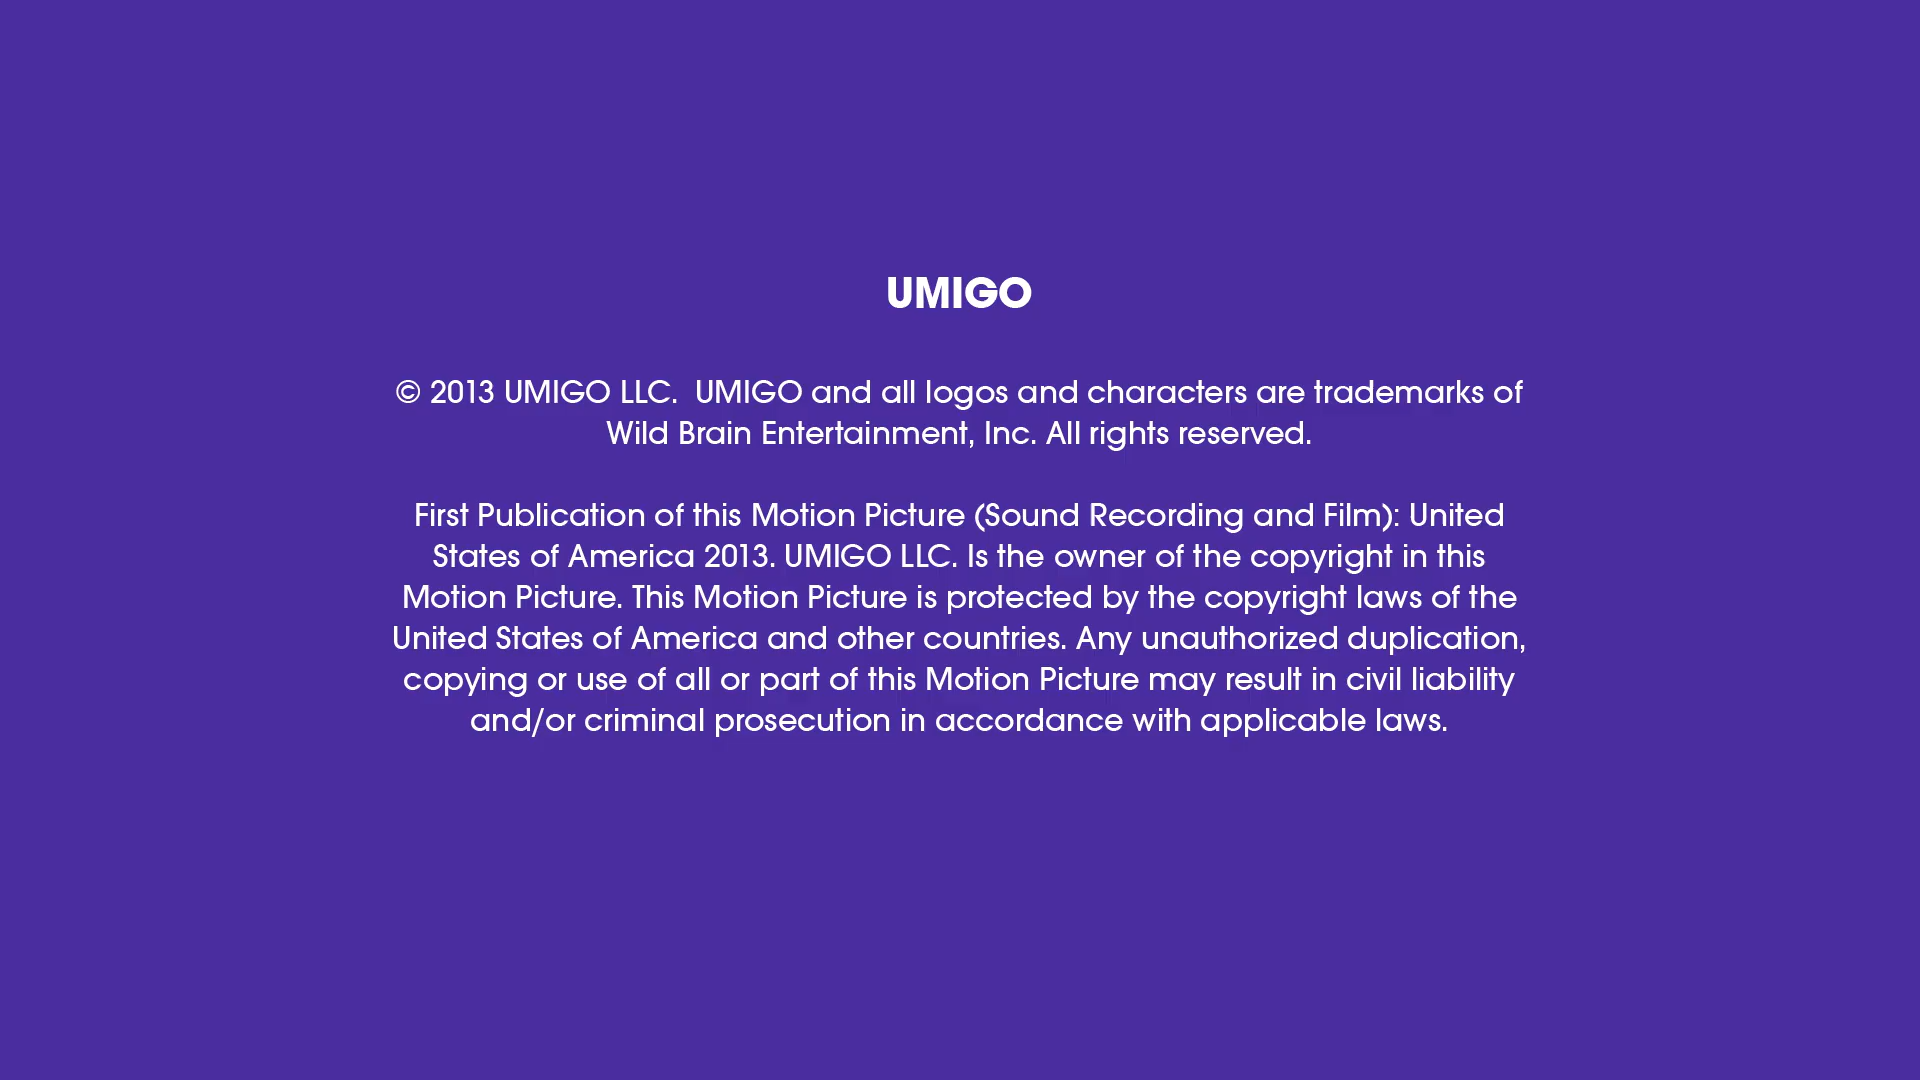 UMIGO
© 2013 UMIGO LLC.  UMIGO and all logos and characters are trademarks of
Wild Brain Entertainment, Inc. All rights reserved.
First Publication of this Motion Picture (Sound Recording and Film): United
States of America 2013. UMIGO LLC. Is the owner of the copyright in this
Motion Picture. This Motion Picture is protected by the copyright laws of the
United States of America and other countries. Any unauthorized duplication,
copying or use of all or part of this Motion Picture may result in civil liability
and/or criminal prosecution in accordance with applicable laws.